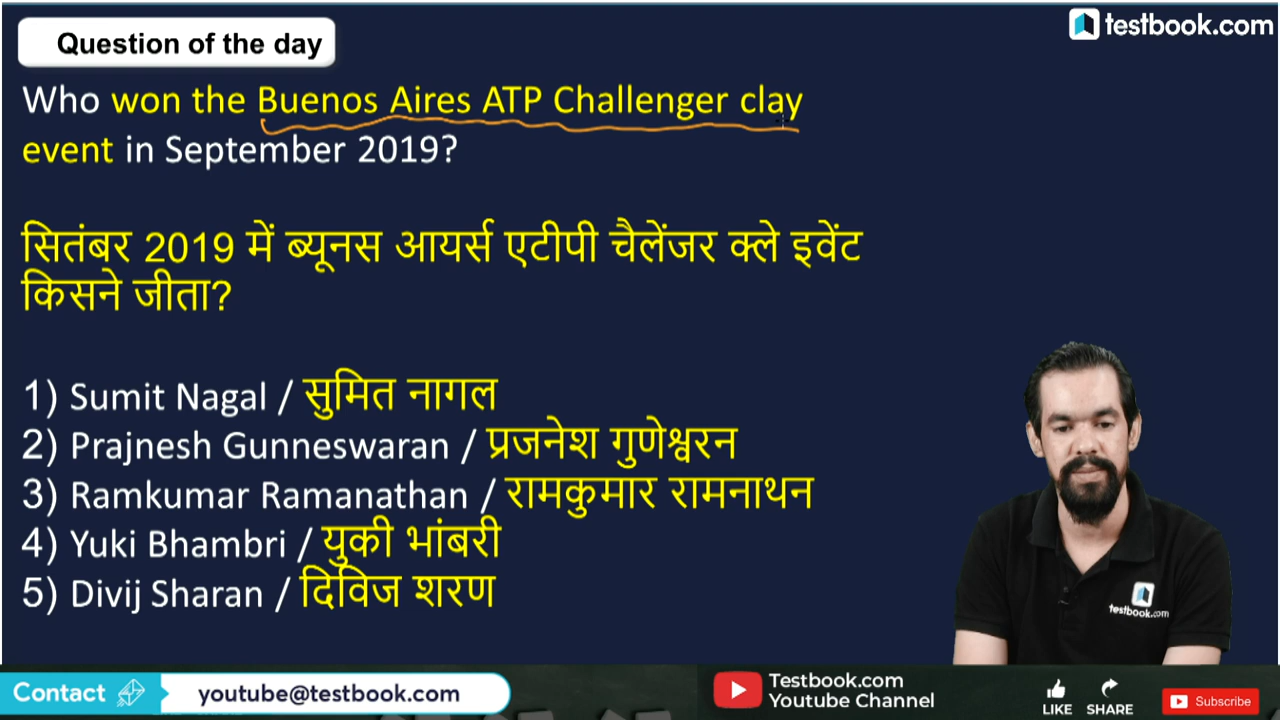 Question of the day
testbook.com
Who won the Buenos Aires ATP Challenger clay
event in September 2019?
सितंबर 2019 में ब्यूनस आयर्स एटीपी चैलेंजर क्ले इवेंट
किसने जीता?
1) Sumit Nagal / सुमित नागल
2) Prajnesh Gunneswaran / प्रजनेश गुणेश्वरन
3) Ramkumar Ramanathan / रामकुमार रामनाथन
4) Yuki Bhambri / युकी भांबरी
5) Divij Sharan / दिविज शरण
testbook.com
Contact
youtube@testbook.com
Testbook.com
Youtube Channel
LIKE
SHARE
Subscribe